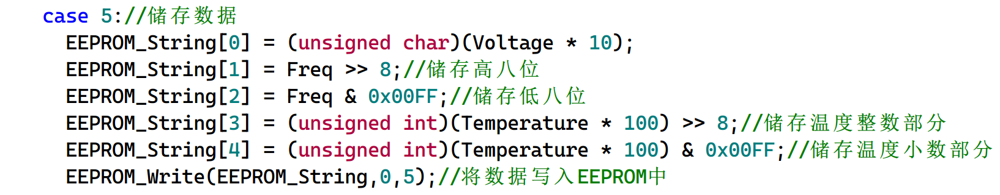 case 5://储存数据
EEPROM_String[0] = (unsigned char)(Voltage * 10);
EEPROM_String[1] = Freq >> 8;//储存高八位
EEPROM_String[2] = Freq & 0x00FF;//储存低八位
EEPROM_String[3] = (unsigned int)(Temperature * 100) >> 8;//储存温度整数部分
EEPROM_String[4] = (unsigned int)(Temperature * 100) & 0x00FF;//储存温度小数部分
EEPROM_Write(EEPROM_String,0,5);//将数据写入EEPROM中